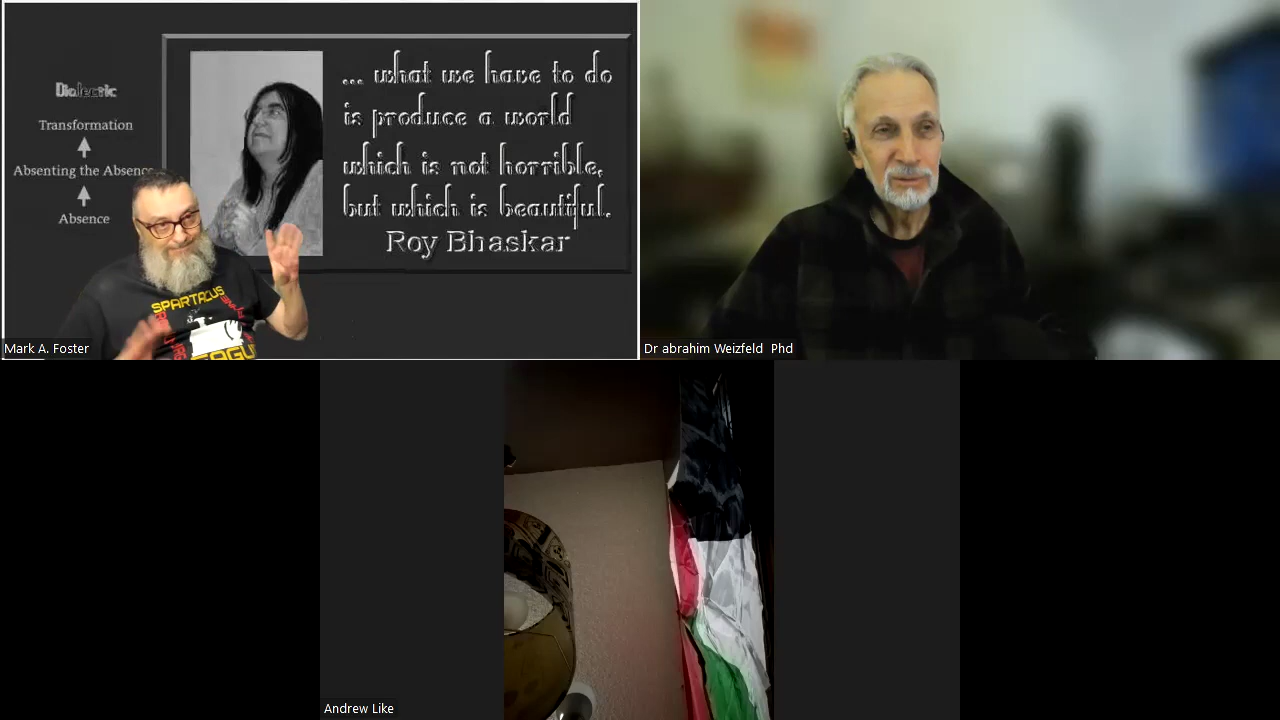 Dialectic
Transformation
Absenting the Absence
Absence
... what we have to do
is produce a world
which is not horrible,
but which is beautiful.
Roy Bhaskar
SPARTACUS
Mark A. Foster
Dr abrahim Weizfeld Phd
Andrew Like